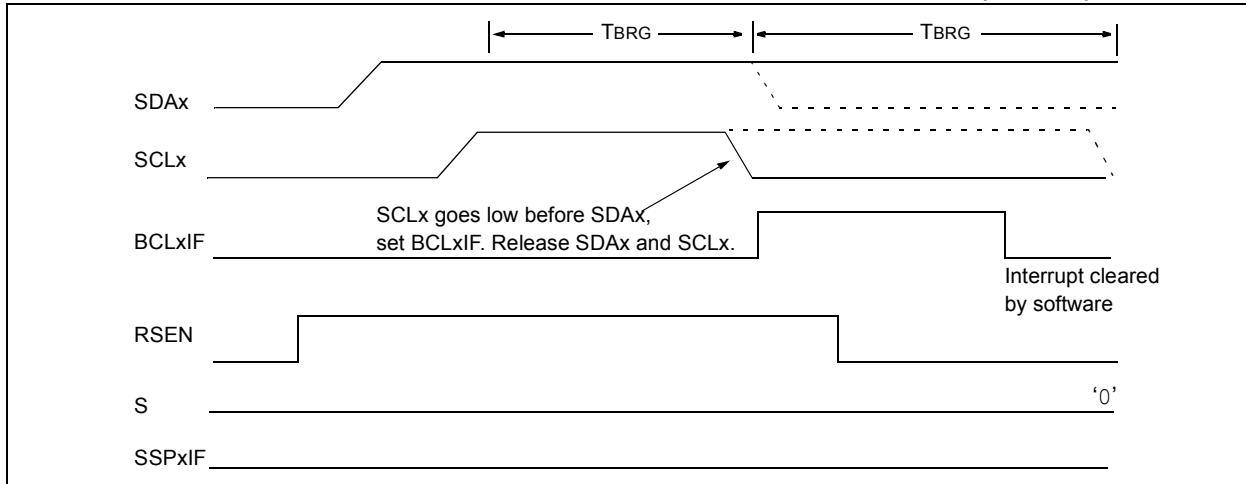 TBRG TBRG
SDAx
SCLx
SCLx goes low before SDAx,
set BCLxIF. Release SDAx and SCLx.
BCLxIF
Interrupt cleared
by software
RSEN
S
‘0’
SSPxIF